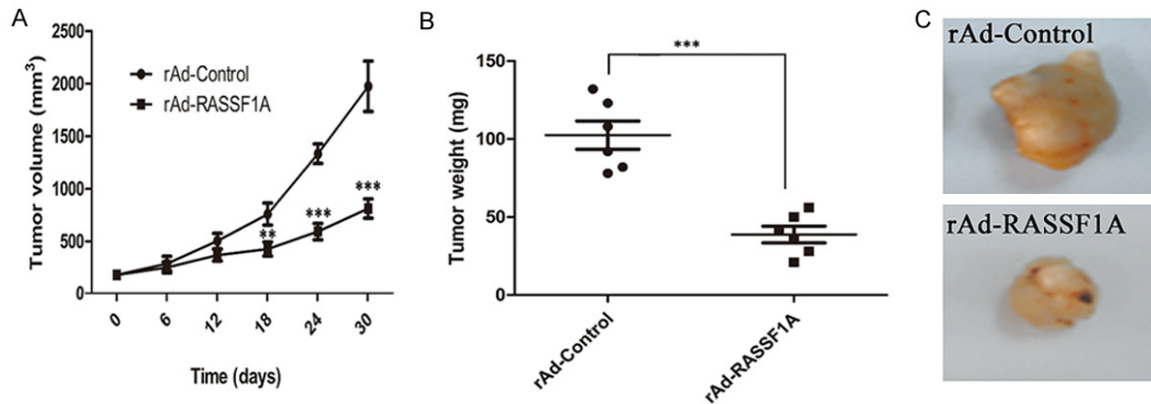 A
Tumor volume (mm³)
2500
2000
1500
1000
500
0
rAd-Control
rAd-RASSF1A
**
***
***
0
6
12
18
24
30
Time (days)
B
Tumor weight (mg)
150
100
50
0
***
rAd-Control
rAd-RASSF1A
C
rAd-Control
rAd-RASSF1A